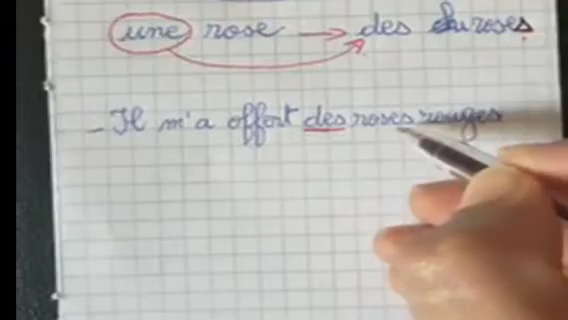 une rose → des roses
- Il m'a offert des roses rouges